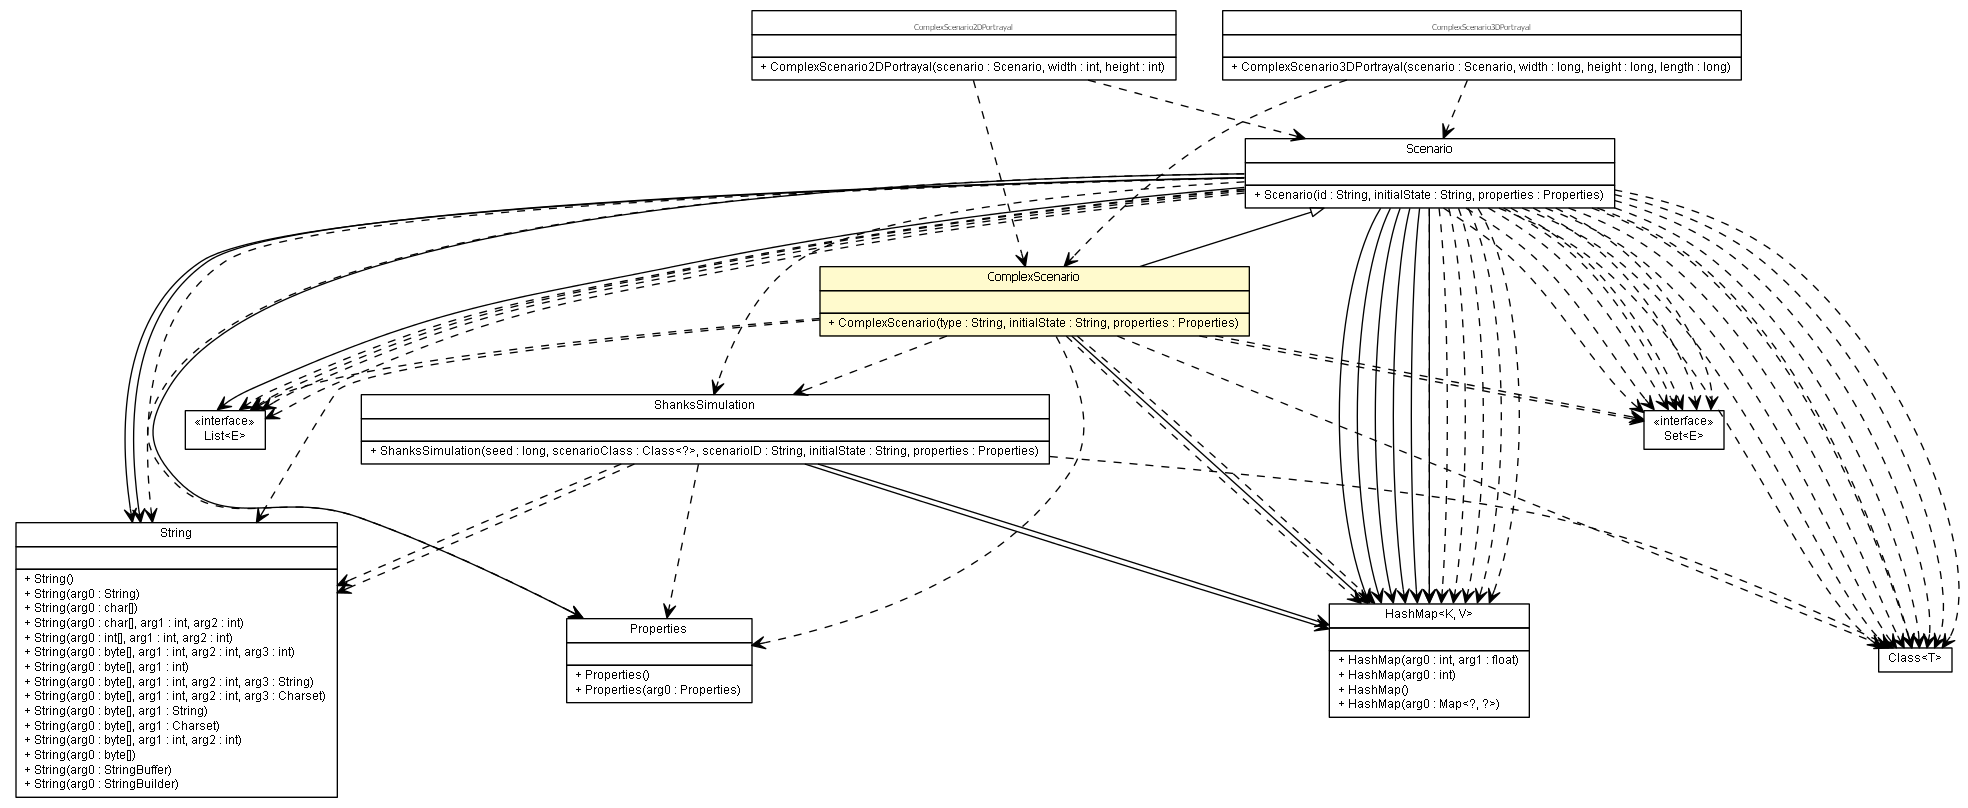 ComplexScenario2DPortrayal
+ ComplexScenario2DPortrayal(scenario : Scenario, width : int, height : int)
ComplexScenario3DPortrayal
+ ComplexScenario3DPortrayal(scenario : Scenario, width : long, height : long, length : long)
Scenario
+ Scenario(id : String, initialState : String, properties : Properties)
ComplexScenario
+ ComplexScenario(type : String, initialState : String, properties : Properties)
«interface»
List<E>
ShanksSimulation
+ ShanksSimulation(seed : long, scenarioClass : Class<?>, scenarioID : String, initialState : String, properties : Properties)
«interface»
Set<E>
String
+ String()
+ String(arg0 : String)
+ String(arg0 : char[])
+ String(arg0 : char[], arg1 : int, arg2 : int)
+ String(arg0 : int[], arg1 : int, arg2 : int)
+ String(arg0 : byte[], arg1 : int, arg2 : int, arg3 : int)
+ String(arg0 : byte[], arg1 : int)
+ String(arg0 : byte[], arg1 : int, arg2 : int, arg3 : String)
+ String(arg0 : byte[], arg1 : int, arg2 : int, arg3 : Charset)
+ String(arg0 : byte[], arg1 : String)
+ String(arg0 : byte[], arg1 : Charset)
+ String(arg0 : byte[], arg1 : int, arg2 : int)
+ String(arg0 : byte[])
+ String(arg0 : StringBuffer)
+ String(arg0 : StringBuilder)
Properties
+ Properties()
+ Properties(arg0 : Properties)
HashMap<K, V>
+ HashMap(arg0 : int, arg1 : float)
+ HashMap(arg0 : int)
+ HashMap()
+ HashMap(arg0 : Map<?, ?>)
Class<T>